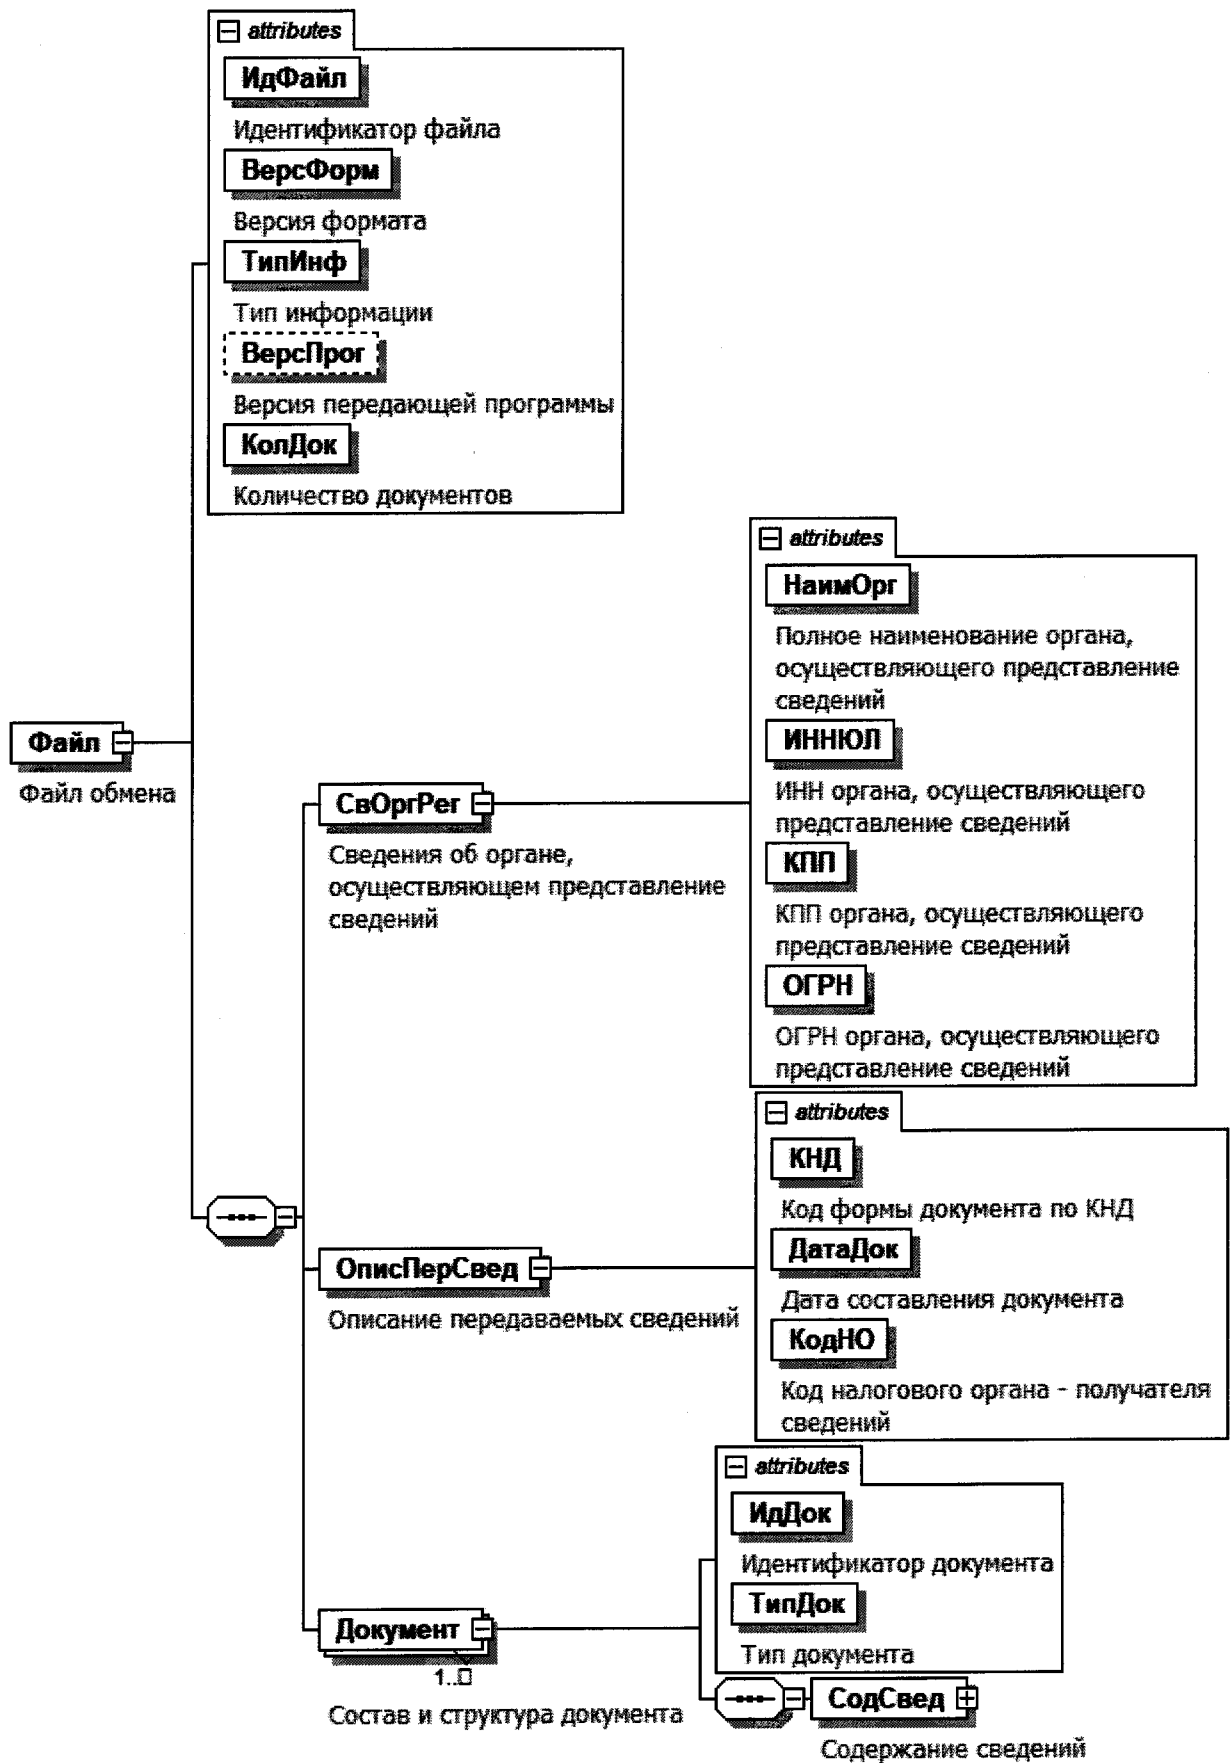 attributes
ИдФайл
Идентификатор файла
ВерсФорм
Версия формата
ТипИнф
Тип информации
ВерсПрог
Версия передающей программы
КолДок
Количество документов
Файл
Файл обмена
СвОргРег
Сведения об органе,
осуществляющем представление
сведений
attributes
НаимОрг
Полное наименование органа,
осуществляющего представление
сведений
ИННЮЛ
ИНН органа, осуществляющего
представление сведений
КПП
КПП органа, осуществляющего
представление сведений
ОГРН
ОГРН органа, осуществляющего
представление сведений
ОписПерСвед
Описание передаваемых сведений
attributes
КНД
Код формы документа по КНД
ДатаДок
Дата составления документа
КодНО
Код налогового органа - получателя
сведений
Документ
1..
Состав и структура документа
attributes
ИдДок
Идентификатор документа
ТипДок
Тип документа
СодСвед
Содержание сведений